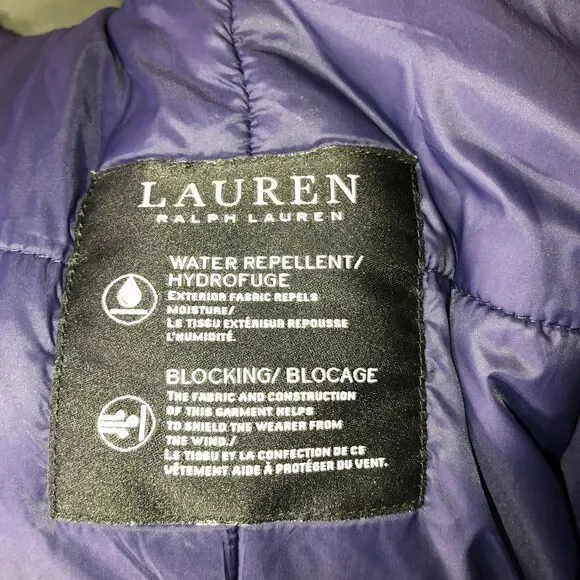 LAUREN
RALPH LAUREN
WATER REPELLENT/
HYDROFUGE
EXTERIOR FABRIC REPELS
MOISTURE/
LE TISSU EXTÉRISUR REPOUSSE
L'HUMIDITÉ.
BLOCKING/ BLOCAGE
THE FABRIC AND CONSTRUCTION
OF THIS GARMENT HELPS
TO SHIELD THE WEARER FROM
THE WIND./
LE TISSU ET LA CONFECTION DE CE
VÊTEMENT AIDE À PROTÉGER DU VENT.